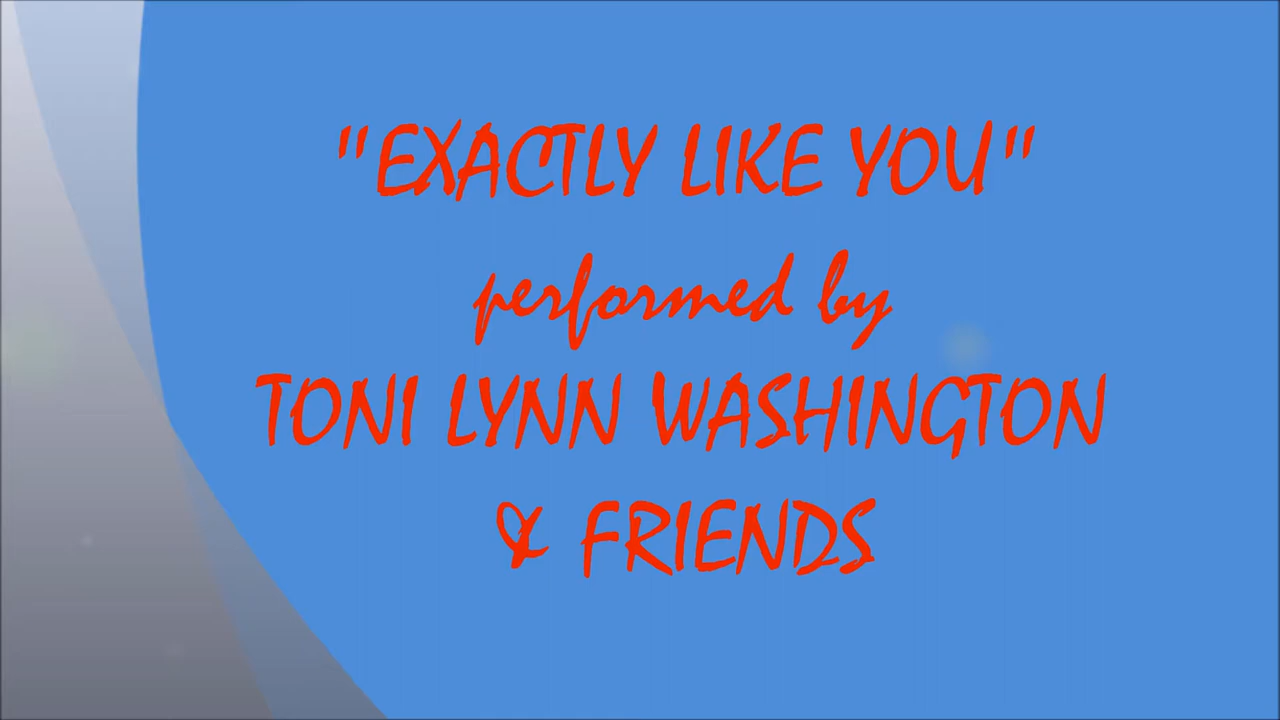 "EXACTLY LIKE YOU"
performed by
TONI LYNN WASHINGTON
& FRIENDS